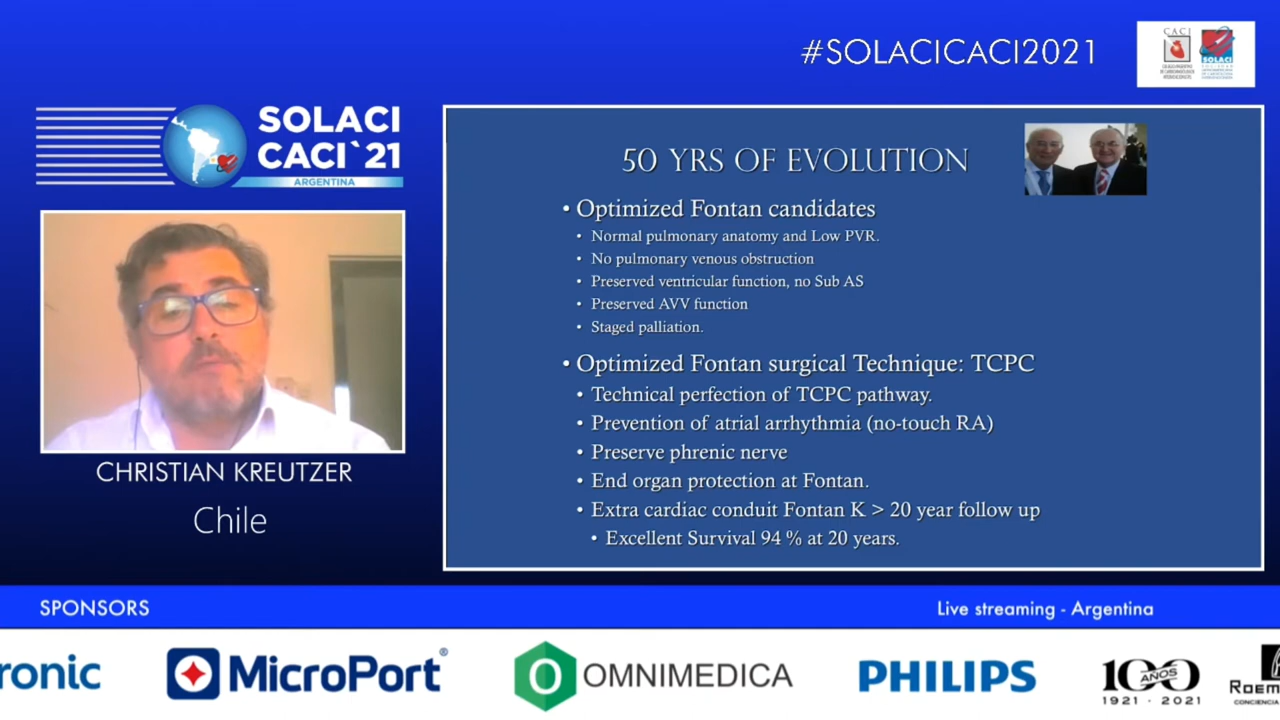 #SOLACICACI2021
CACI
SOLACI
SOLACI
CACI`21
ARGENTINA
50 YRS OF EVOLUTION
• Optimized Fontan candidates
• Normal pulmonary anatomy and Low PVR.
• No pulmonary venous obstruction
• Preserved ventricular function, no Sub AS
• Preserved AVV function
• Staged palliation.
• Optimized Fontan surgical Technique: TCPC
• Technical perfection of TCPC pathway.
• Prevention of atrial arrhythmia (no-touch RA)
• Preserve phrenic nerve
• End organ protection at Fontan.
• Extra cardiac conduit Fontan K > 20 year follow up
• Excellent Survival 94 % at 20 years.
CHRISTIAN KREUTZER
Chile
SPONSORS
Live streaming - Argentina
ronic
MicroPort®
OMNIMEDICA
PHILIPS
100 AÑOS
1921 - 2021
Roem
CONCIENCIA